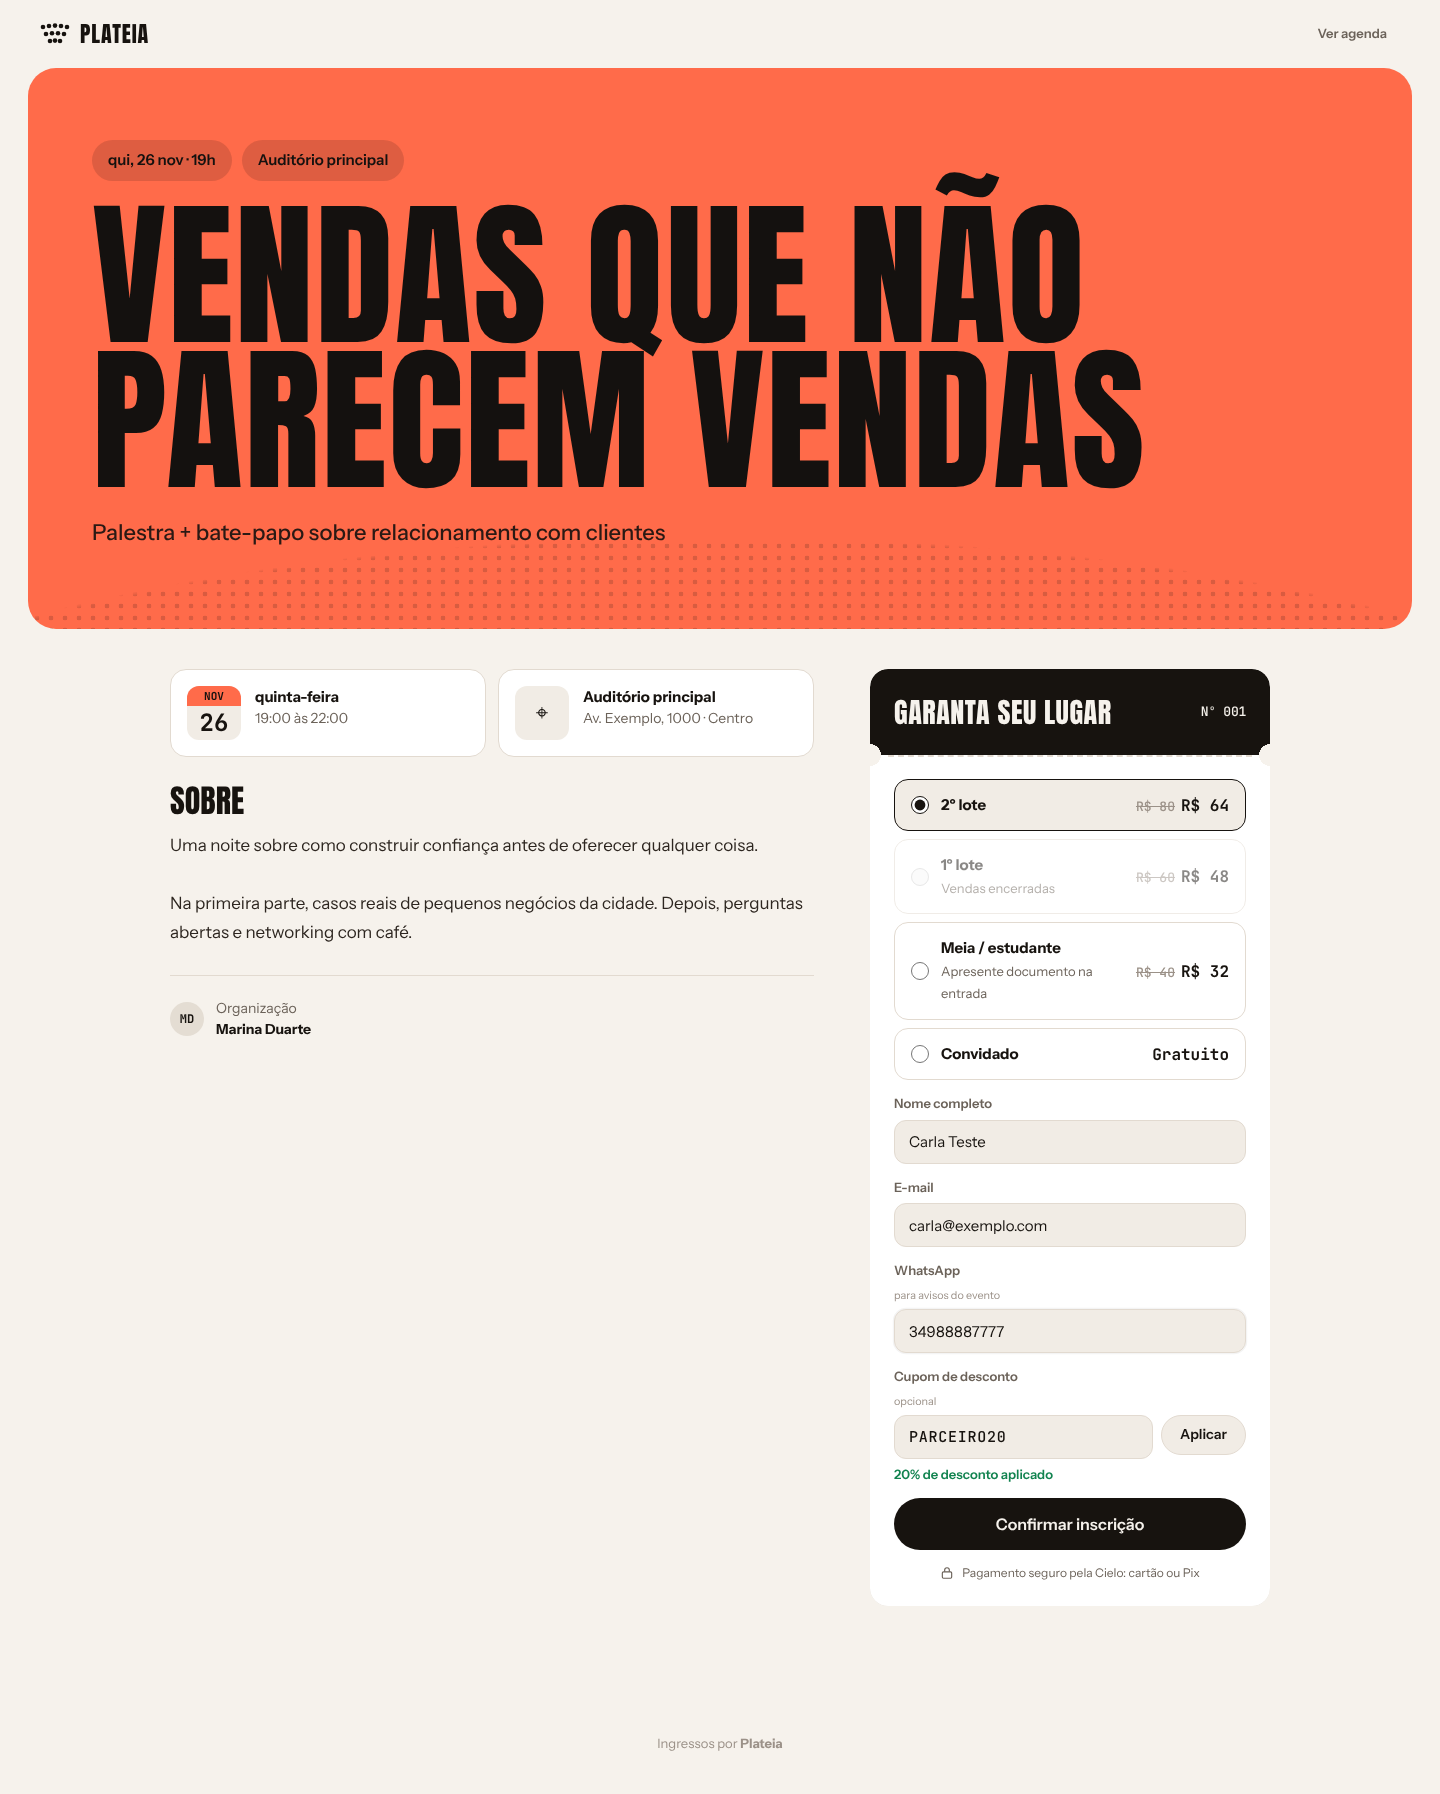 PLATEIA
Ver agenda
qui, 26 nov · 19h
Auditório principal
VENDAS QUE NÃO
PARECEM VENDAS
Palestra + bate-papo sobre relacionamento com clientes
NOV
26
quinta-feira
19:00 às 22:00
Auditório principal
Av. Exemplo, 1000 · Centro
SOBRE
Uma noite sobre como construir confiança antes de oferecer qualquer coisa.
Na primeira parte, casos reais de pequenos negócios da cidade. Depois, perguntas
abertas e networking com café.
MD
Organização
Marina Duarte
GARANTA SEU LUGAR
Nº 001
2º lote
R$ 80 R$ 64
1º lote
Vendas encerradas
R$ 60 R$ 48
Meia / estudante
Apresente documento na
entrada
R$ 40 R$ 32
Convidado
Gratuito
Nome completo
Carla Teste
E-mail
carla@exemplo.com
WhatsApp
para avisos do evento
34988887777
Cupom de desconto
opcional
PARCEIRO20
Aplicar
20% de desconto aplicado
Confirmar inscrição
Pagamento seguro pela Cielo: cartão ou Pix
Ingressos por Plateia